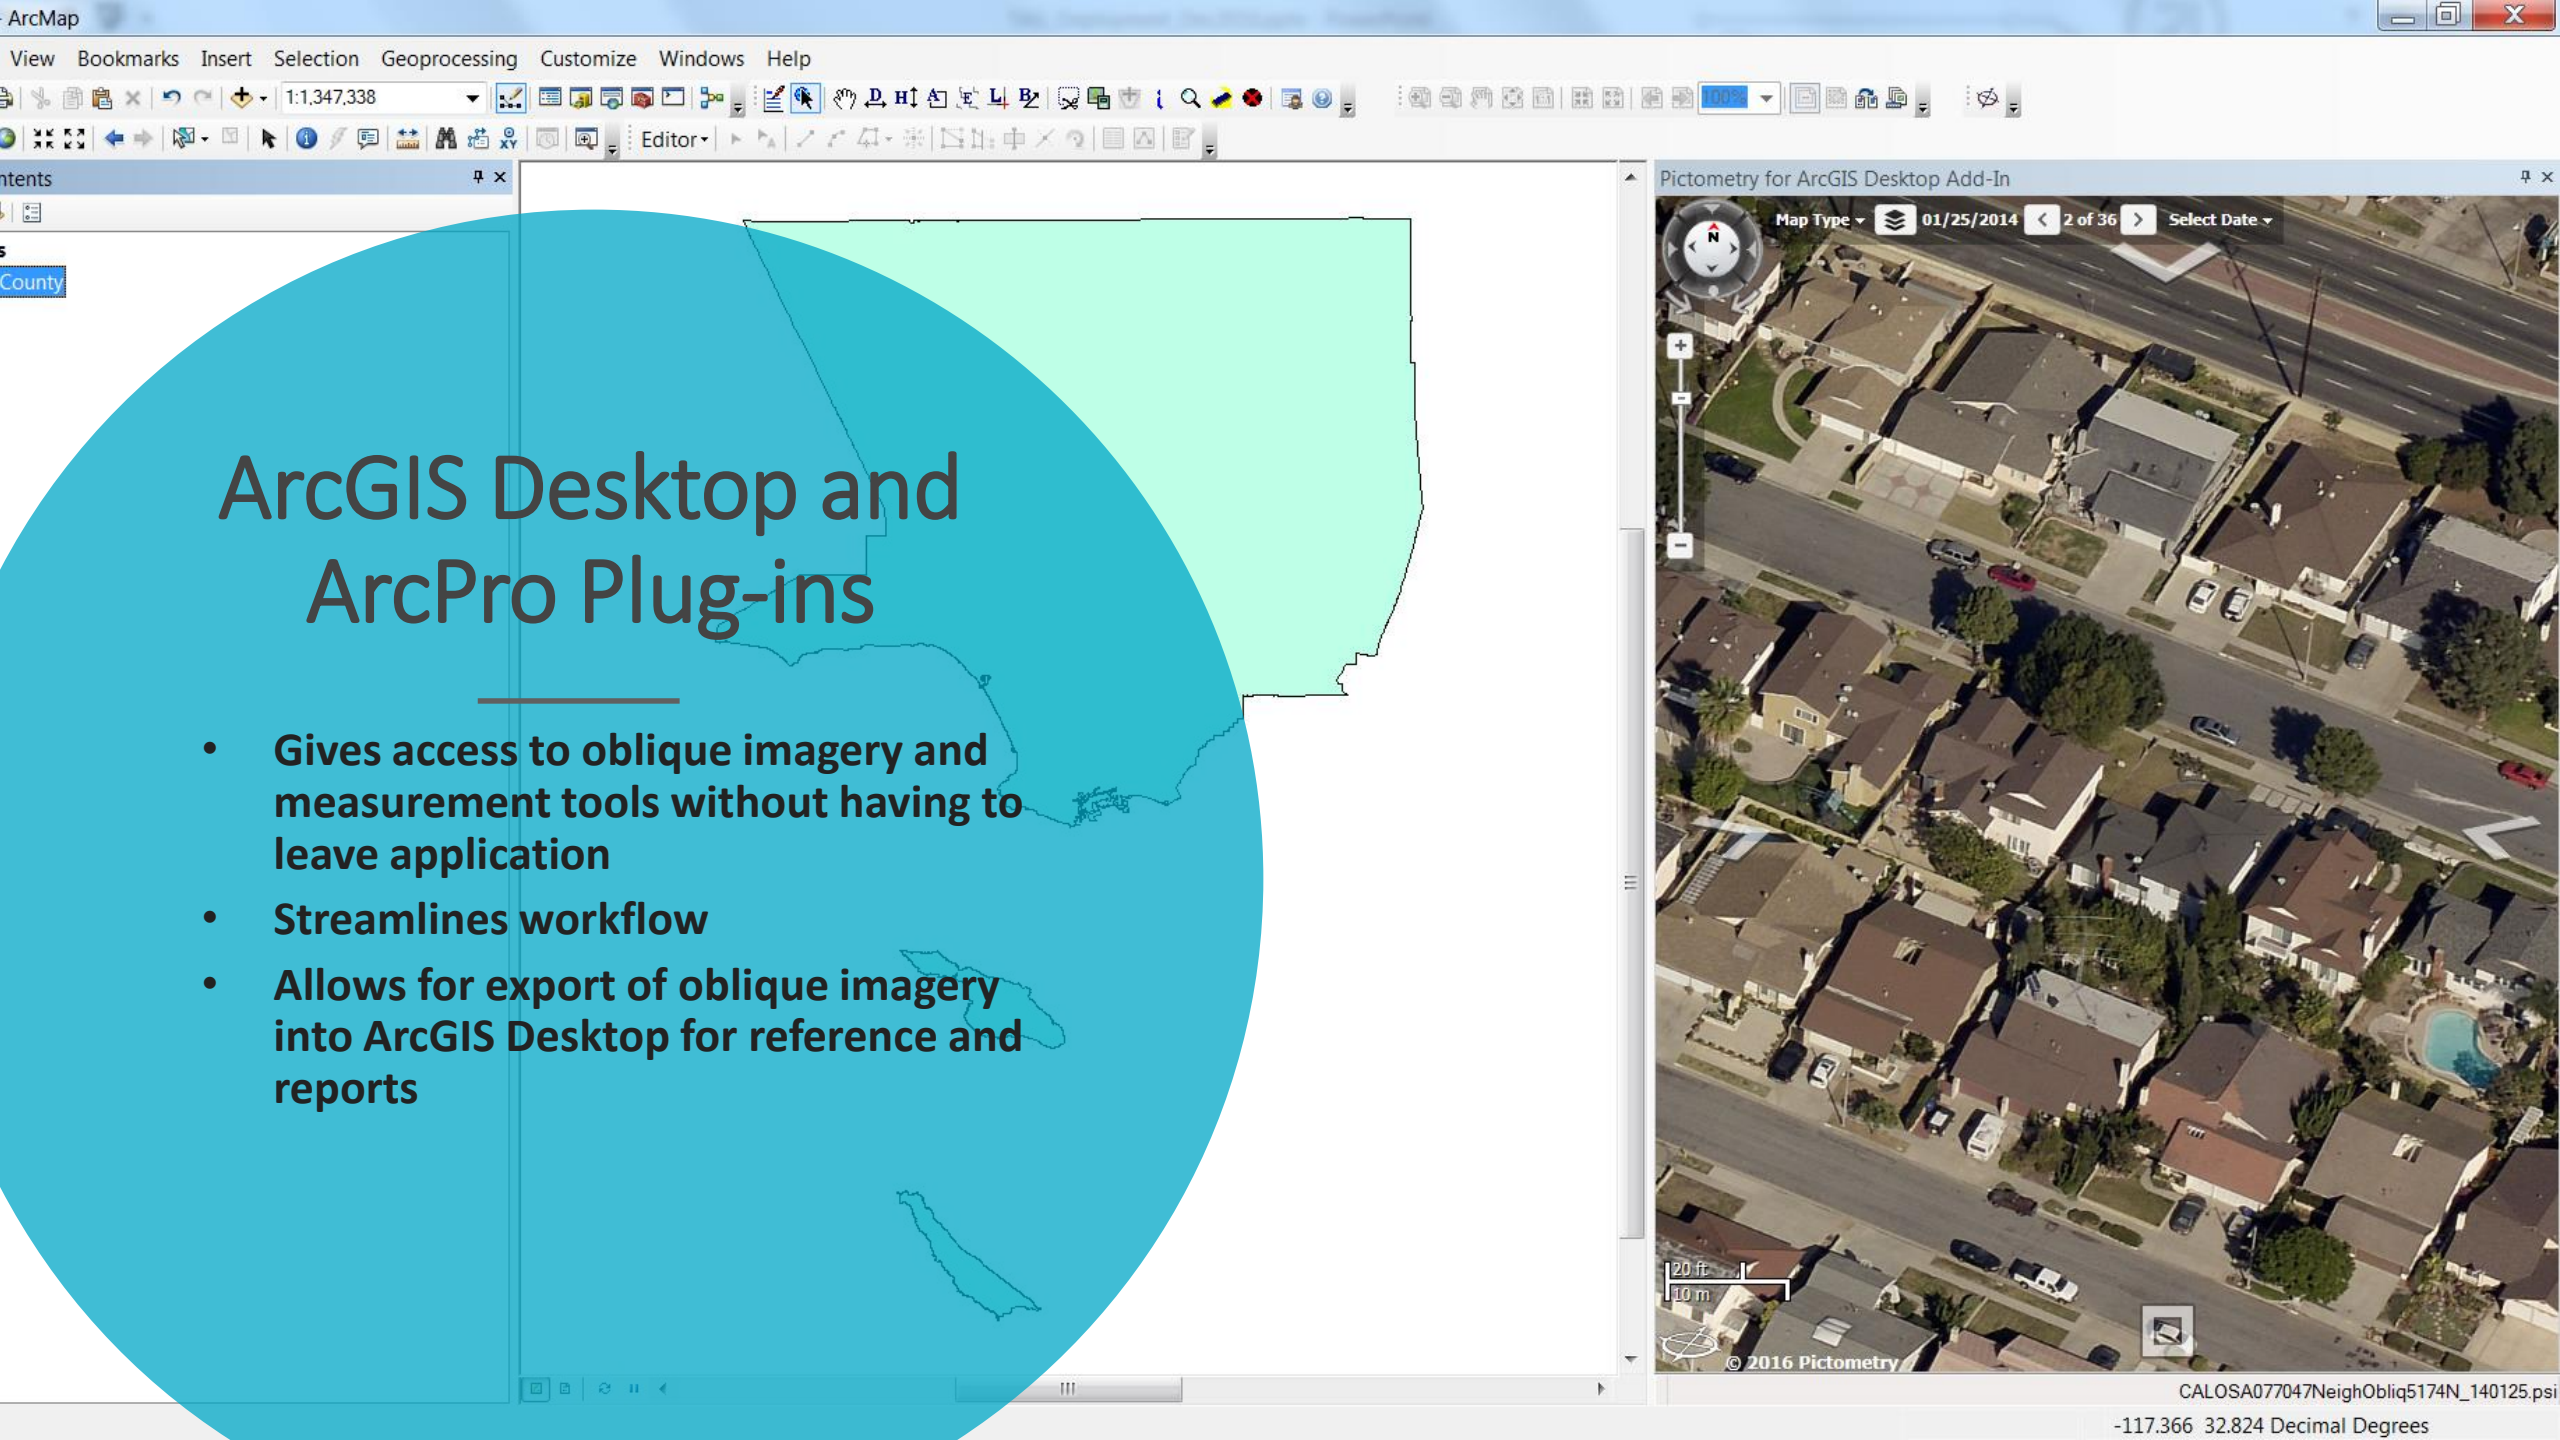 - ArcMap
View Bookmarks Insert Selection Geoprocessing Customize Windows Help
1:1,347,338
100%
Editor
ntents
s
County
Pictometry for ArcGIS Desktop Add-In
Map Type 01/25/2014 2 of 36 Select Date
N
ArcGIS Desktop and
ArcPro Plug-ins
• Gives access to oblique imagery and
measurement tools without having to
leave application
• Streamlines workflow
• Allows for export of oblique imagery
into ArcGIS Desktop for reference and
reports
20 ft
10 m
© 2016 Pictometry
CALOSA077047NeighObliq5174N_140125.psi
-117.366 32.824 Decimal Degrees